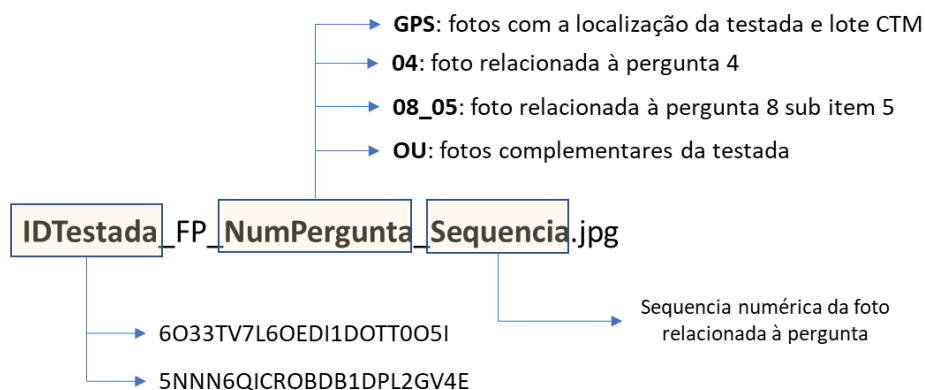 GPS: fotos com a localização da testada e lote CTM
04: foto relacionada à pergunta 4
08_05: foto relacionada à pergunta 8 sub item 5
OU: fotos complementares da testada
IDTestada_FP_NumPergunta_Sequencia.jpg
Sequencia numérica da foto
relacionada à pergunta
6O33TV7L6OEDI1DOTT0O5I
5NNN6QICROBDB1DPL2GV4E